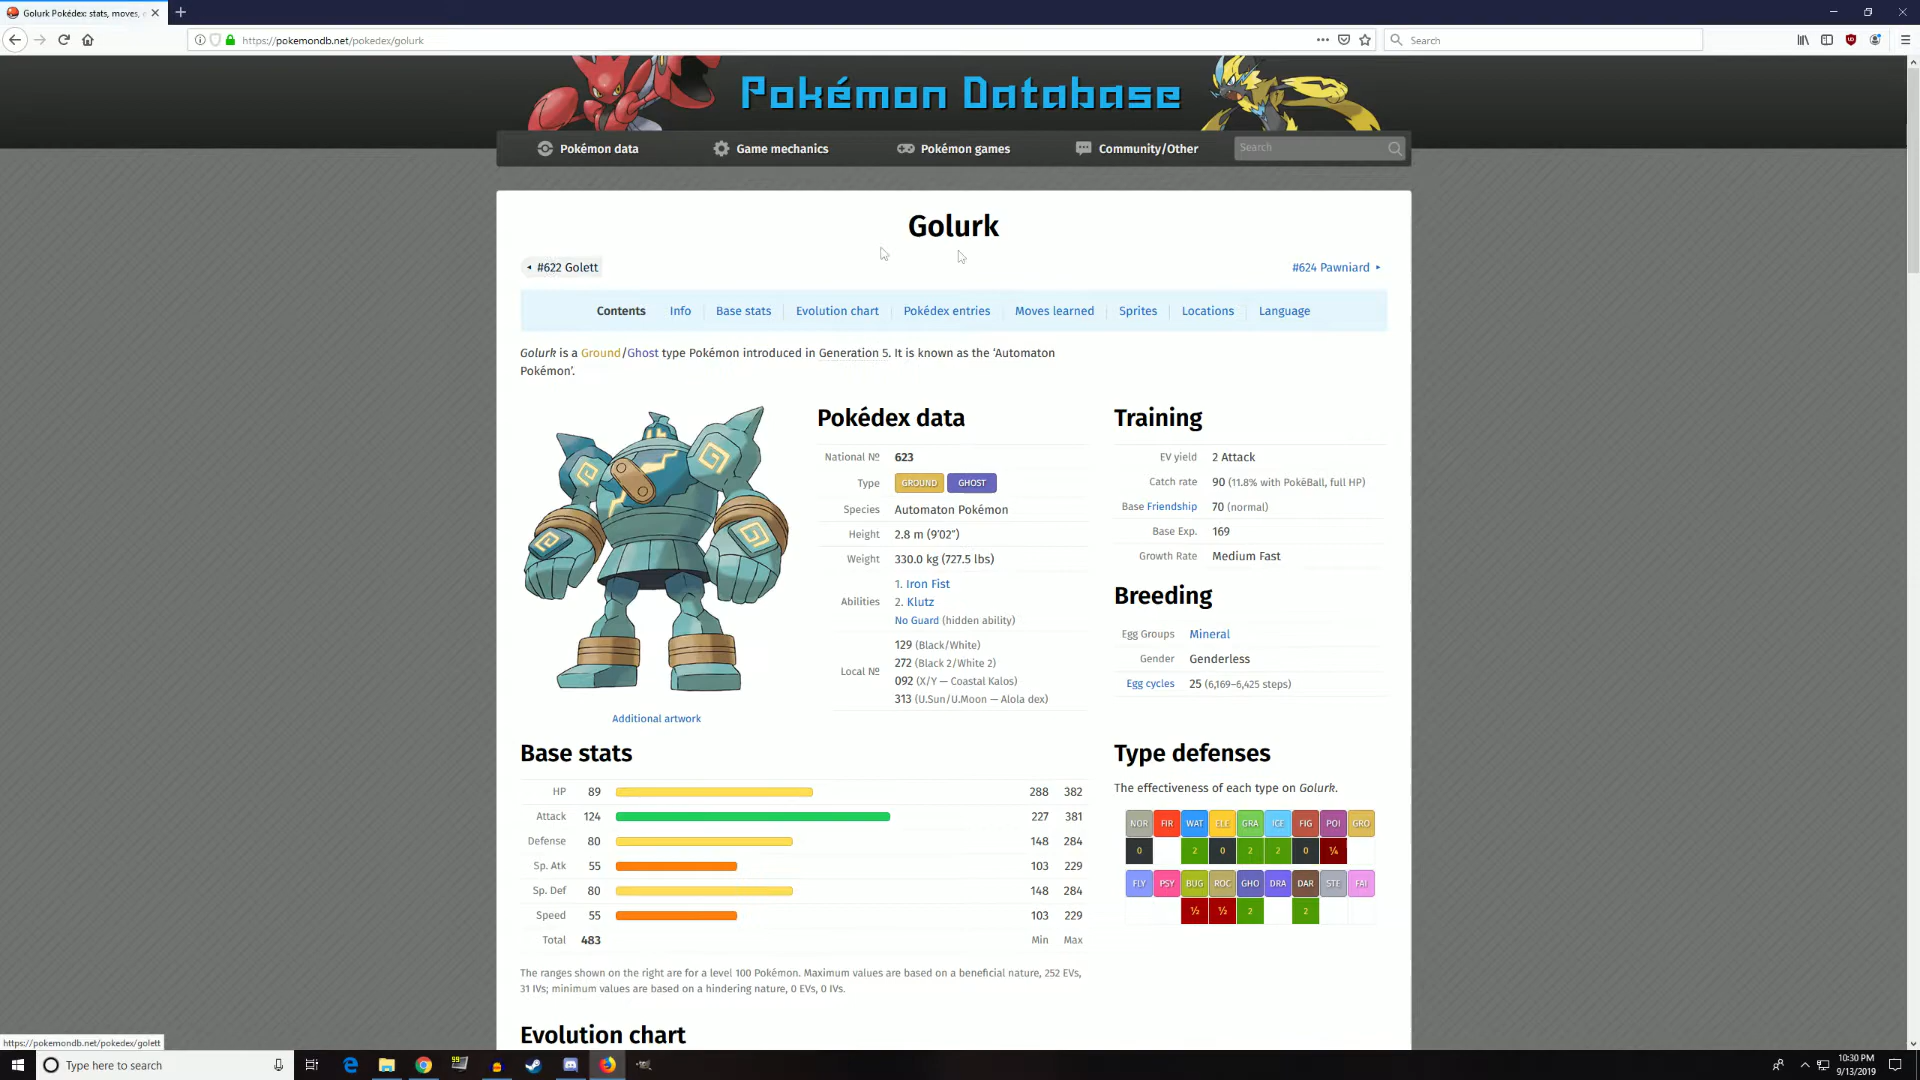 Golurk Pokédex: stats, moves, e
https://pokemondb.net/pokedex/golurk
Search
Pokémon Database
Pokémon data
Game mechanics
Pokémon games
Community/Other
Search
Golurk
#622 Golett
#624 Pawniard
Contents Info Base stats Evolution chart Pokédex entries Moves learned Sprites Locations Language
Golurk is a Ground/Ghost type Pokémon introduced in Generation 5. It is known as the ‘Automaton
Pokémon’.
Additional artwork
Pokédex data
National № 623
Type GROUND GHOST
Species Automaton Pokémon
Height 2.8 m (9′02″)
Weight 330.0 kg (727.5 lbs)
Abilities
1. Iron Fist
2. Klutz
No Guard (hidden ability)
Local №
129 (Black/White)
272 (Black 2/White 2)
092 (X/Y — Coastal Kalos)
313 (U.Sun/U.Moon — Alola dex)
Training
EV yield 2 Attack
Catch rate 90 (11.8% with PokéBall, full HP)
Base Friendship 70 (normal)
Base Exp. 169
Growth Rate Medium Fast
Breeding
Egg Groups Mineral
Gender Genderless
Egg cycles 25 (6,169–6,425 steps)
Base stats
HP 89 288 382
Attack 124 227 381
Defense 80 148 284
Sp. Atk 55 103 229
Sp. Def 80 148 284
Speed 55 103 229
Total 483 Min Max
The ranges shown on the right are for a level 100 Pokémon. Maximum values are based on a beneficial nature, 252 EVs,
31 IVs; minimum values are based on a hindering nature, 0 EVs, 0 IVs.
Type defenses
The effectiveness of each type on Golurk.
NOR FIR WAT ELE GRA ICE FIG POI GRO
0 2 0 2 2 0 ¼
FLY PSY BUG ROC GHO DRA DAR STE FAI
½ ½ 2 2
Evolution chart
https://pokemondb.net/pokedex/golett
Type here to search
99
10:30 PM
9/13/2019